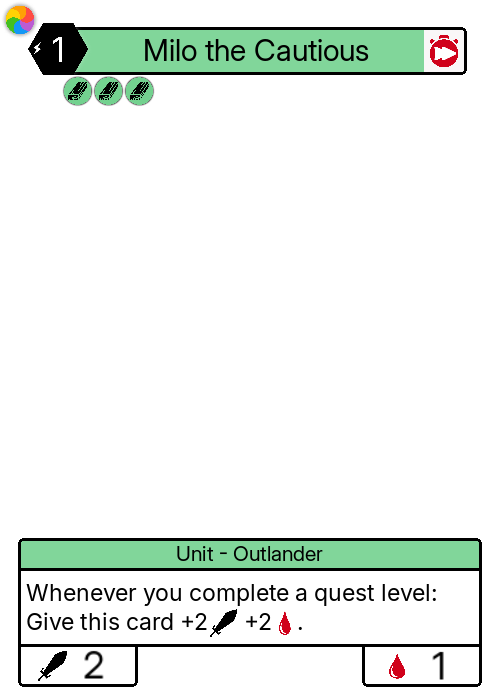 1 Milo the Cautious
Unit - Outlander
Whenever you complete a quest level:
Give this card +2 +2 .
2 1